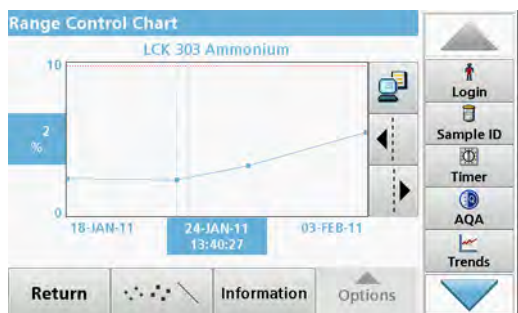 Range Control Chart
LCK 303 Ammonium
10
2
%
0
18-JAN-11
24-JAN-11
13:40:27
03-FEB-11
Return
Information
Options
Login
Sample ID
Timer
AQA
Trends